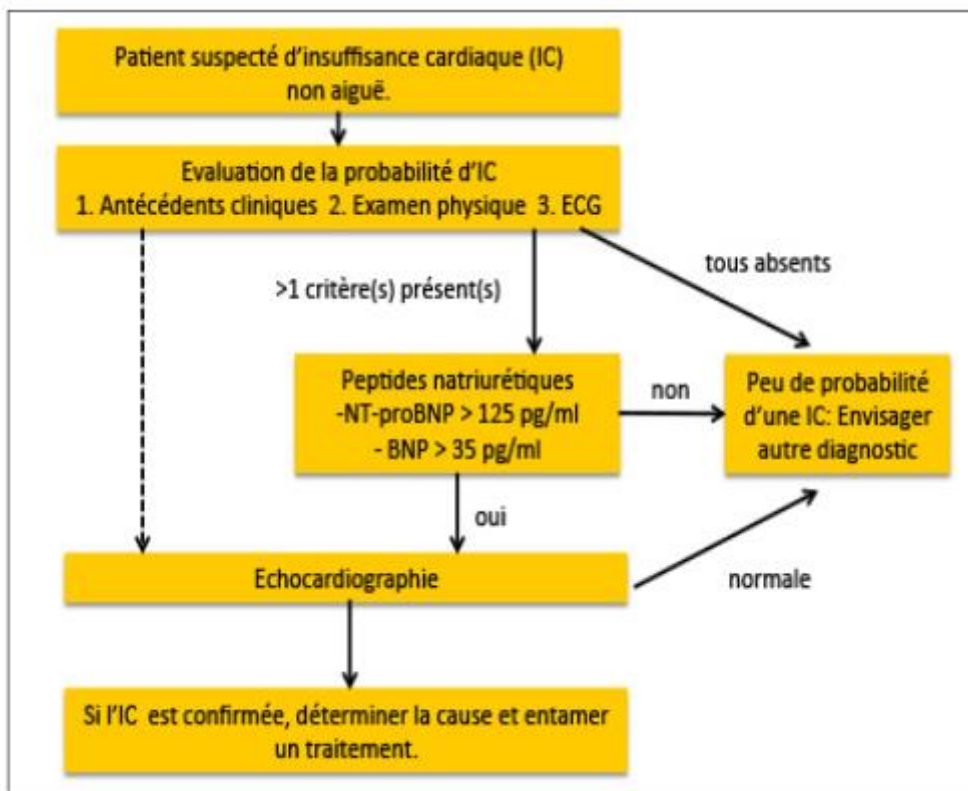 Patient suspecté d'insuffisance cardiaque (IC)
non aiguë.
Evaluation de la probabilité d'IC
1. Antécédents cliniques 2. Examen physique 3. ECG
tous absents
>1 critère(s) présent(s)
Peptides natriurétiques
-NT-proBNP > 125 pg/ml
- BNP > 35 pg/ml
non
Peu de probabilité
d'une IC: Envisager
autre diagnostic
oui
Echocardiographie
normale
Si l'IC est confirmée, déterminer la cause et entamer
un traitement.